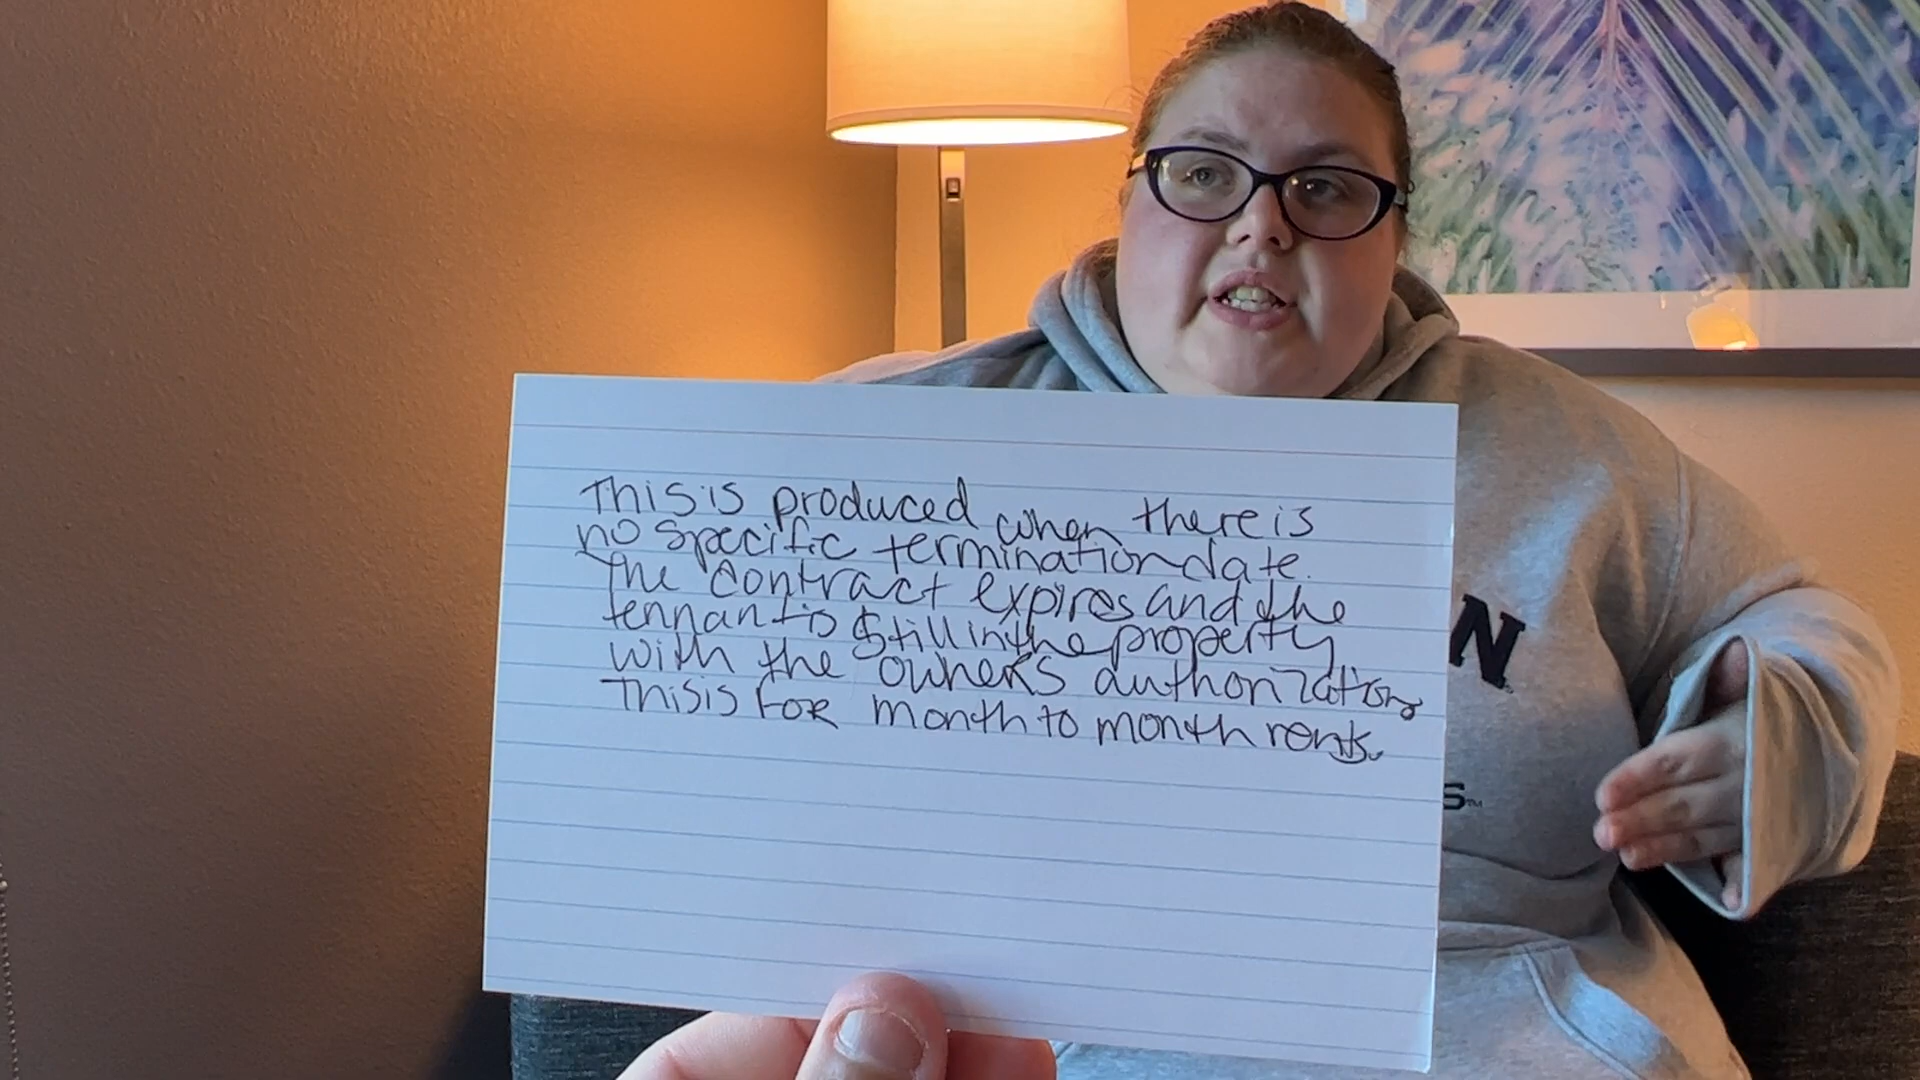 This is produced when there is
no specific termination date.
The contract expires and the
tennant is still in the property
with the owners authorization,
This is for month to month rents.
N
S™